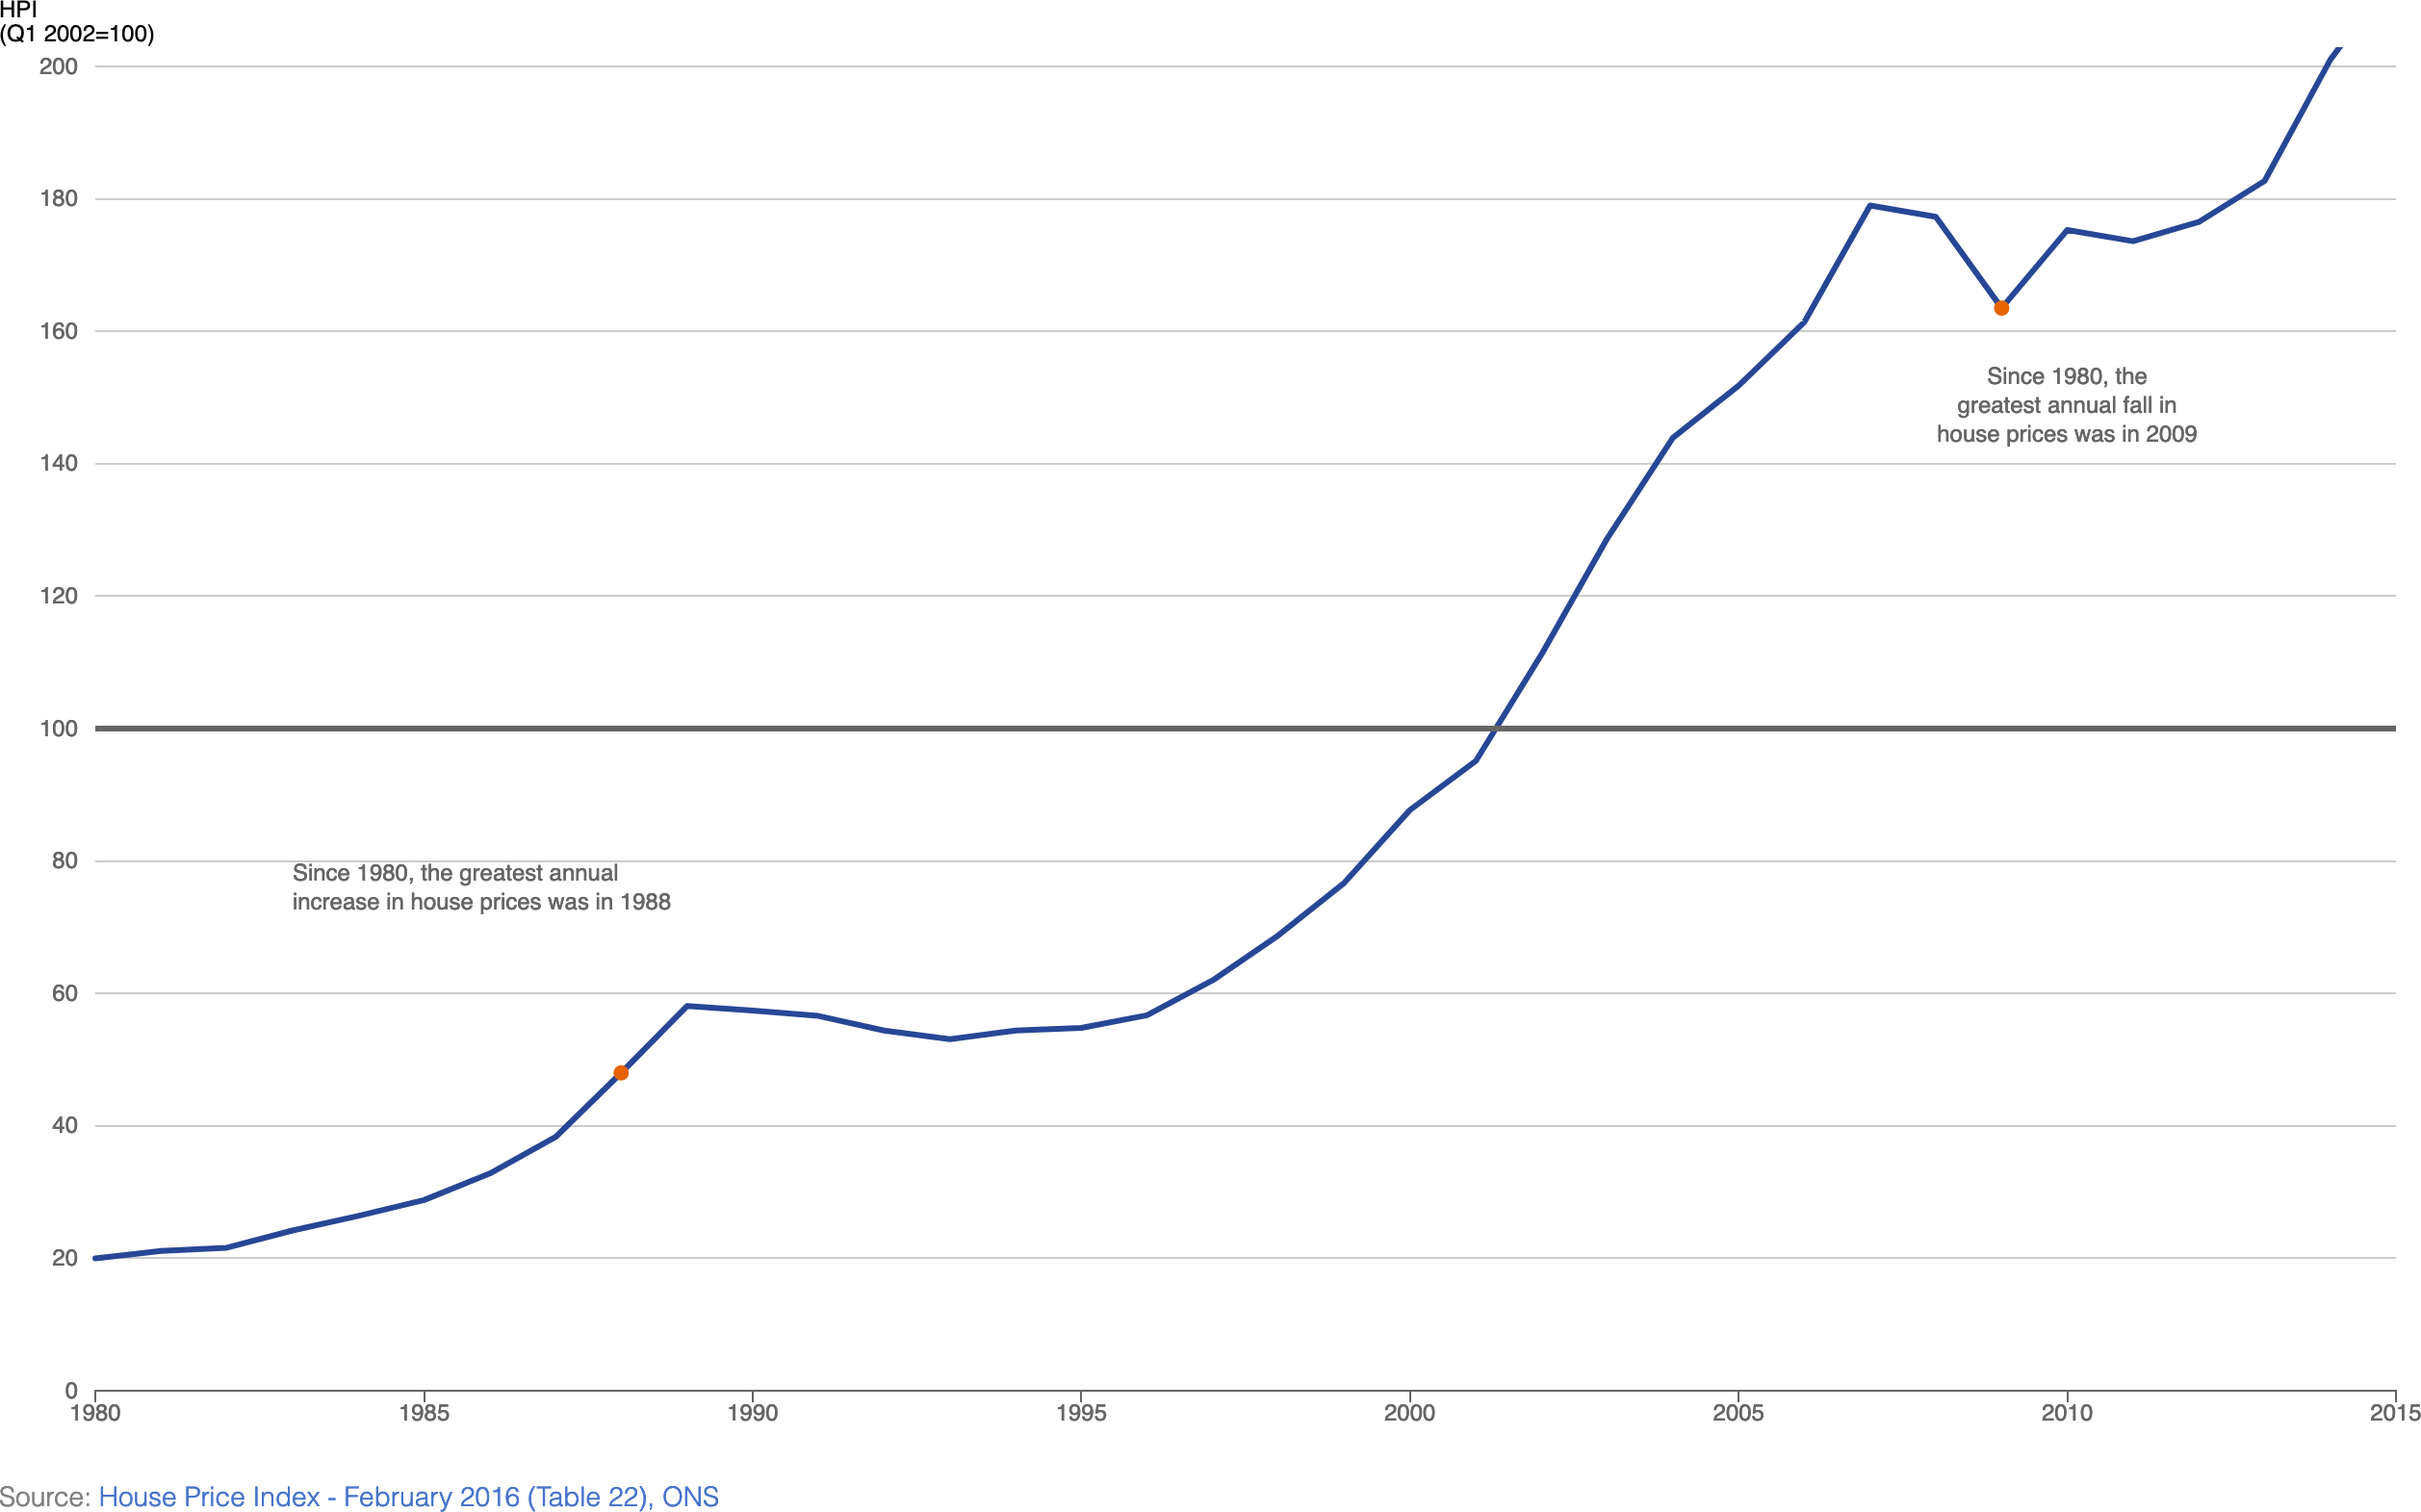 HPI
(Q1 2002=100)
200
180
160
Since 1980, the
greatest annual fall in
house prices was in 2009
140
120
100
80
Since 1980, the greatest annual
increase in house prices was in 1988
60
40
20
0
1980 1985 1990 1995 2000 2005 2010 2015
Source: House Price Index - February 2016 (Table 22), ONS